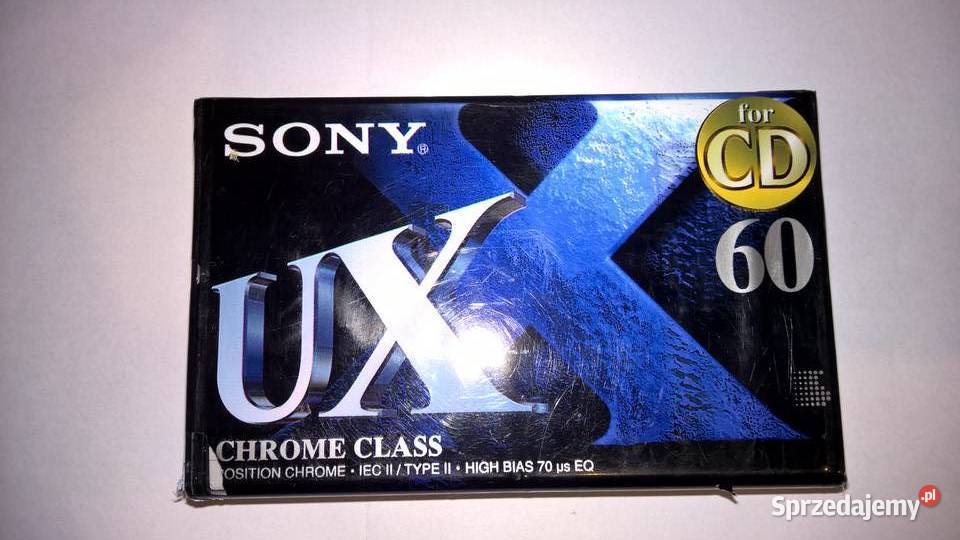 SONY®
for
CD
60
UX
CHROME CLASS
POSITION CHROME • IEC II / TYPE II • HIGH BIAS 70 µs EQ
Sprzedajemy.pl